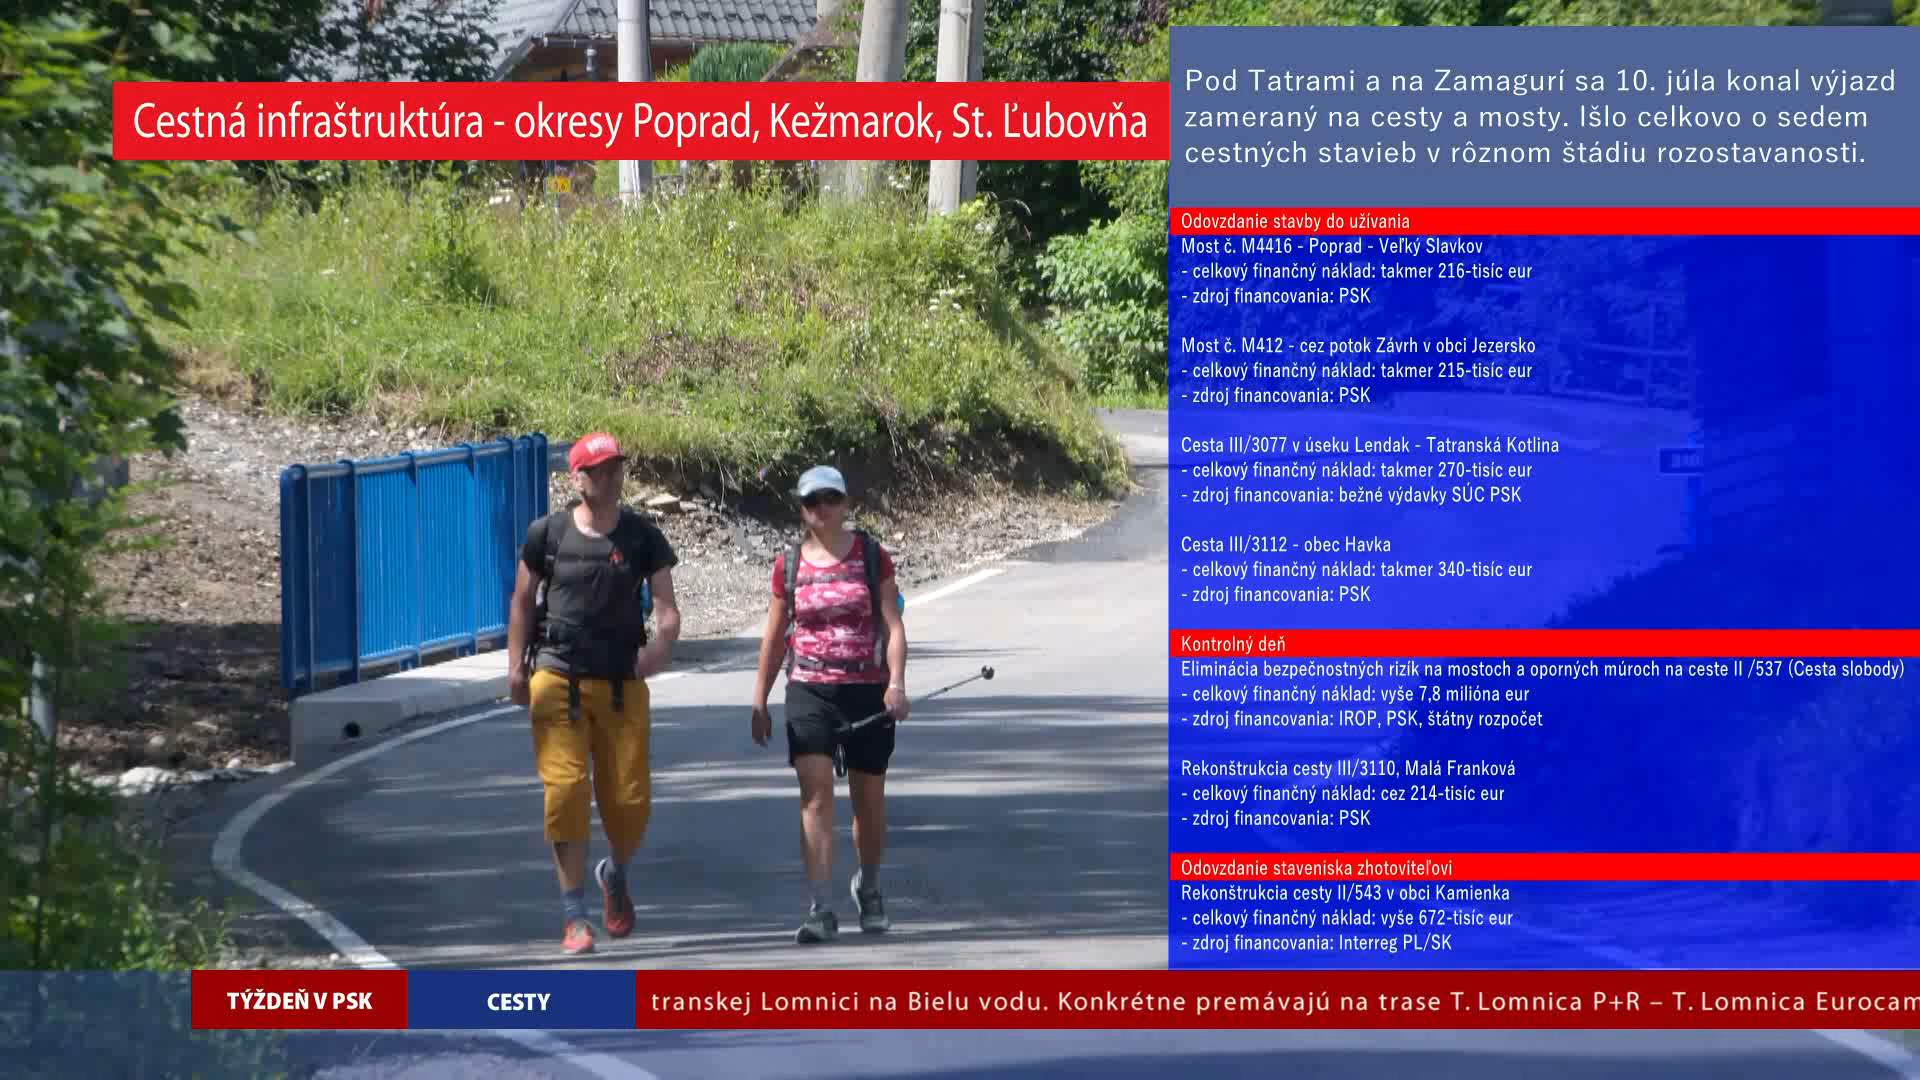 Cestná infraštruktúra - okresy Poprad, Kežmarok, St. Ľubovňa
Pod Tatrami a na Zamagurí sa 10. júla konal výjazd
zameraný na cesty a mosty. Išlo celkovo o sedem
cestných stavieb v rôznom štádiu rozostavanosti.
Odovzdanie stavby do užívania
Most č. M4416 - Poprad - Veľký Slavkov
- celkový finančný náklad: takmer 216-tisíc eur
- zdroj financovania: PSK
Most č. M412 - cez potok Závrh v obci Jezersko
- celkový finančný náklad: takmer 215-tisíc eur
- zdroj financovania: PSK
Cesta III/3077 v úseku Lendak - Tatranská Kotlina
- celkový finančný náklad: takmer 270-tisíc eur
- zdroj financovania: bežné výdavky SÚC PSK
Cesta III/3112 - obec Havka
- celkový finančný náklad: takmer 340-tisíc eur
- zdroj financovania: PSK
Kontrolný deň
Eliminácia bezpečnostných rizík na mostoch a oporných múroch na ceste II /537 (Cesta slobody)
- celkový finančný náklad: vyše 7,8 milióna eur
- zdroj financovania: IROP, PSK, štátny rozpočet
Rekonštrukcia cesty III/3110, Malá Franková
- celkový finančný náklad: cez 214-tisíc eur
- zdroj financovania: PSK
Odovzdanie staveniska zhotoviteľovi
Rekonštrukcia cesty II/543 v obci Kamienka
- celkový finančný náklad: vyše 672-tisíc eur
- zdroj financovania: Interreg PL/SK
TÝŽDEŇ V PSK
CESTY
transkej Lomnici na Bielu vodu. Konkrétne premávajú na trase T. Lomnica P+R – T. Lomnica Eurocam